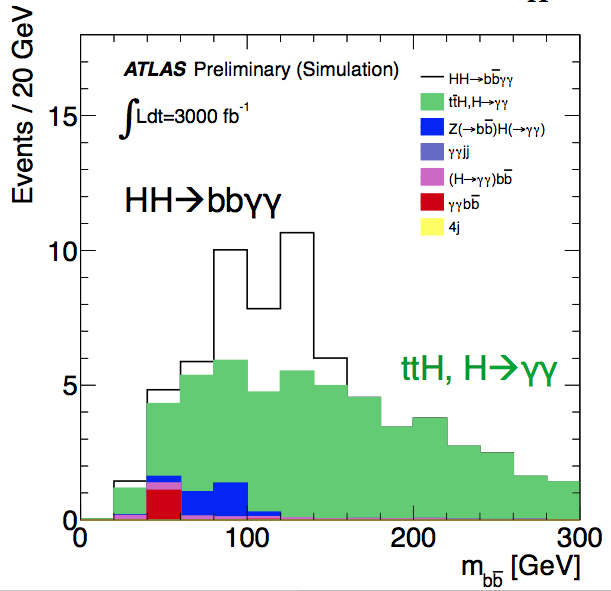 ATLAS Preliminary (Simulation)
∫Ldt=3000 fb⁻¹
HH→bb̄γγ
tt̄H,H→γγ
Z(→bb̄)H(→γγ)
γγjj
(H→γγ)bb̄
γγbb̄
4j
HH→bbγγ
ttH, H→γγ
Events / 20 GeV
15
10
5
0
0 100 200 300
m_bb̄ [GeV]